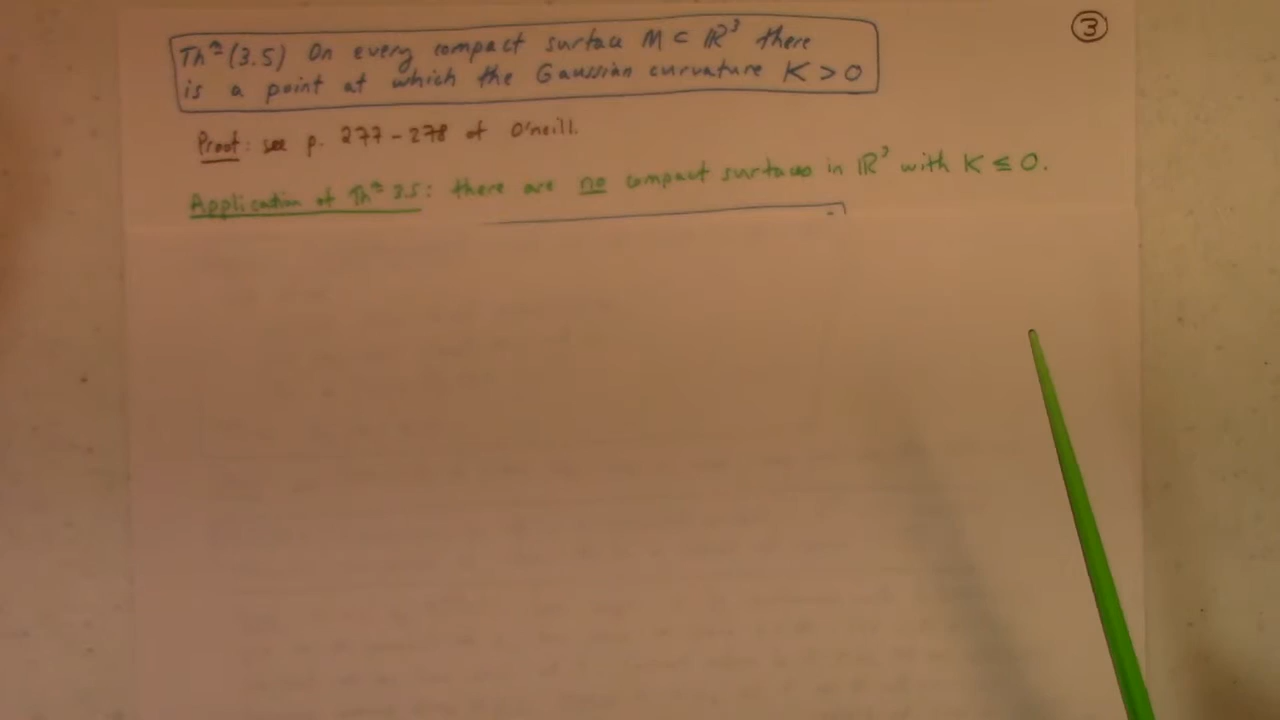 ③
Thᵐ (3.5) On every compact surface M ⊂ ℝ³ there
is a point at which the Gaussian curvature K > 0
Proof: see p. 277-278 of O'neill.
Application of Thᵐ 3.5: there are no compact surfaces in ℝ³ with K ≤ 0.